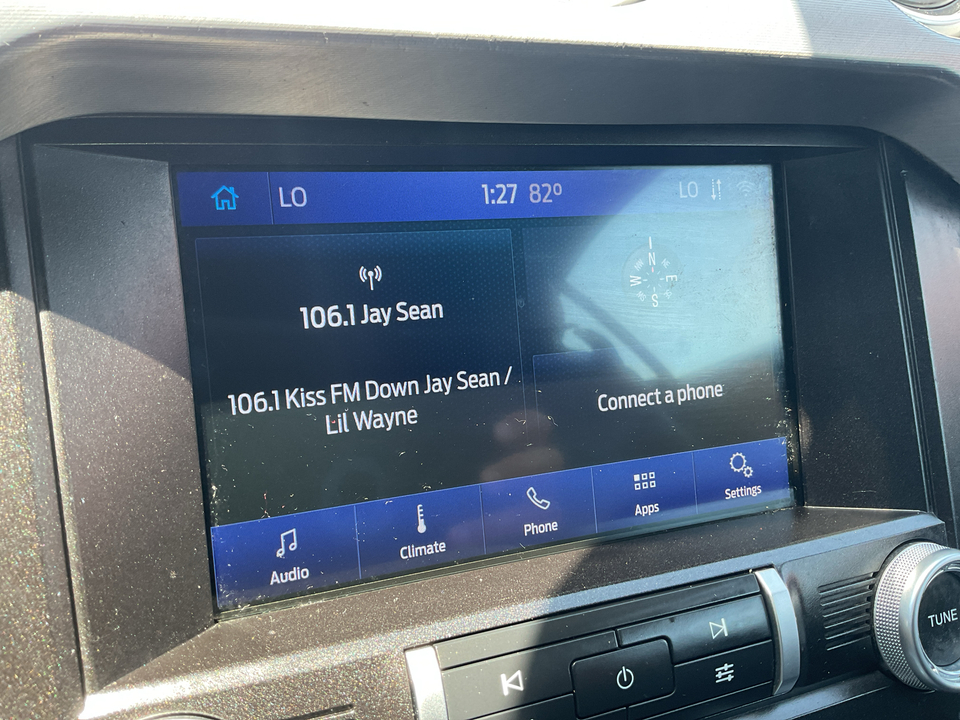 LO 1:27 82° LO
106.1 Jay Sean
106.1 Kiss FM Down Jay Sean /
Lil Wayne
N
W E
S
Connect a phone
Audio Climate Phone Apps Settings
TUNE